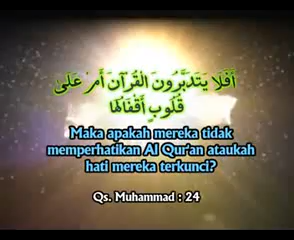 أَفَلَا يَتَدَبَّرُونَ الْقُرْآنَ أَمْ عَلَىٰ
قُلُوبٍ أَقْفَالُهَا
Maka apakah mereka tidak
memperhatikan Al Qur'an ataukah
hati mereka terkunci?
Qs. Muhammad : 24